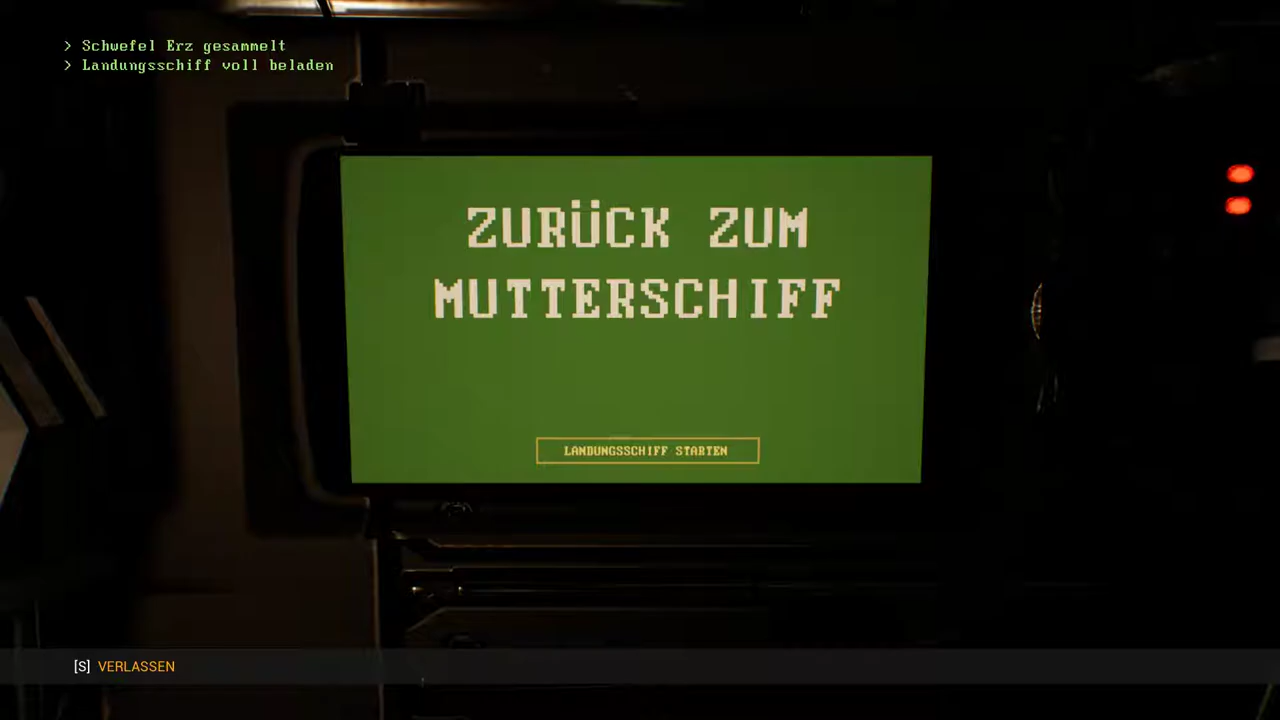 > Schwefel Erz gesammelt
> Landungsschiff voll beladen
ZURÜCK ZUM
MUTTERSCHIFF
LANDUNGSSCHIFF STARTEN
[S] VERLASSEN